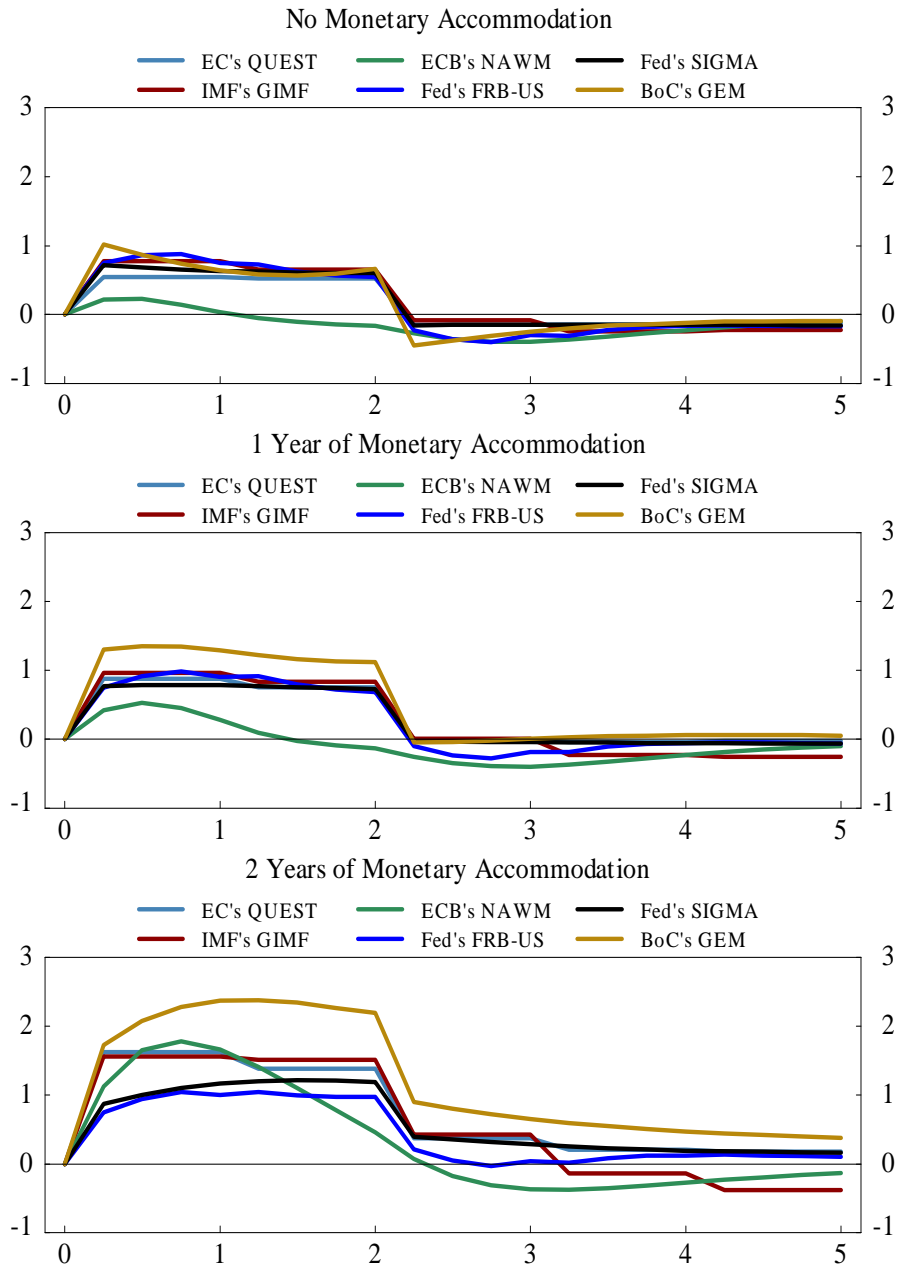 No Monetary Accommodation
EC's QUEST ECB's NAWM Fed's SIGMA
IMF's GIMF Fed's FRB-US BoC's GEM
3 3
2 2
1 1
0 0
-1 -1
0 1 2 3 4 5
1 Year of Monetary Accommodation
EC's QUEST ECB's NAWM Fed's SIGMA
IMF's GIMF Fed's FRB-US BoC's GEM
3 3
2 2
1 1
0 0
-1 -1
0 1 2 3 4 5
2 Years of Monetary Accommodation
EC's QUEST ECB's NAWM Fed's SIGMA
IMF's GIMF Fed's FRB-US BoC's GEM
3 3
2 2
1 1
0 0
-1 -1
0 1 2 3 4 5